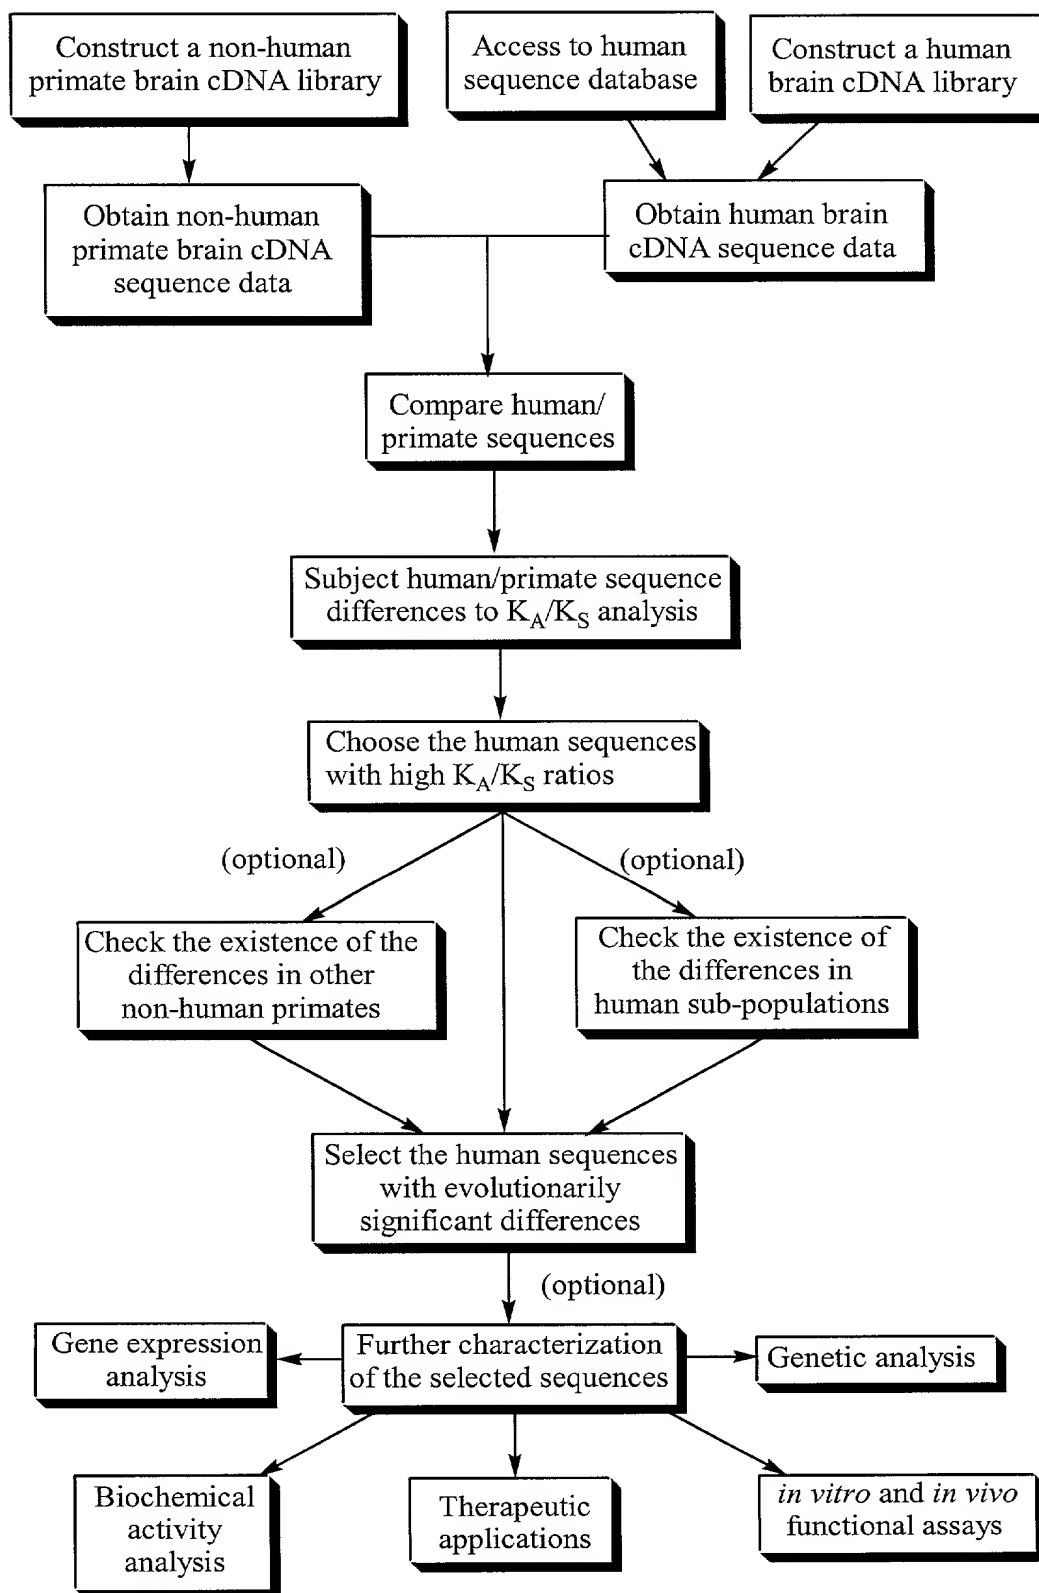 Construct a non-human
primate brain cDNA library
Access to human
sequence database
Construct a human
brain cDNA library
Obtain non-human
primate brain cDNA
sequence data
Obtain human brain
cDNA sequence data
Compare human/
primate sequences
Subject human/primate sequence
differences to K_A/K_S analysis
Choose the human sequences
with high K_A/K_S ratios
(optional)
(optional)
Check the existence of the
differences in other
non-human primates
Check the existence of
the differences in
human sub-populations
Select the human sequences
with evolutionarily
significant differences
(optional)
Gene expression
analysis
Further characterization
of the selected sequences
Genetic analysis
Biochemical
activity
analysis
Therapeutic
applications
in vitro and in vivo
functional assays